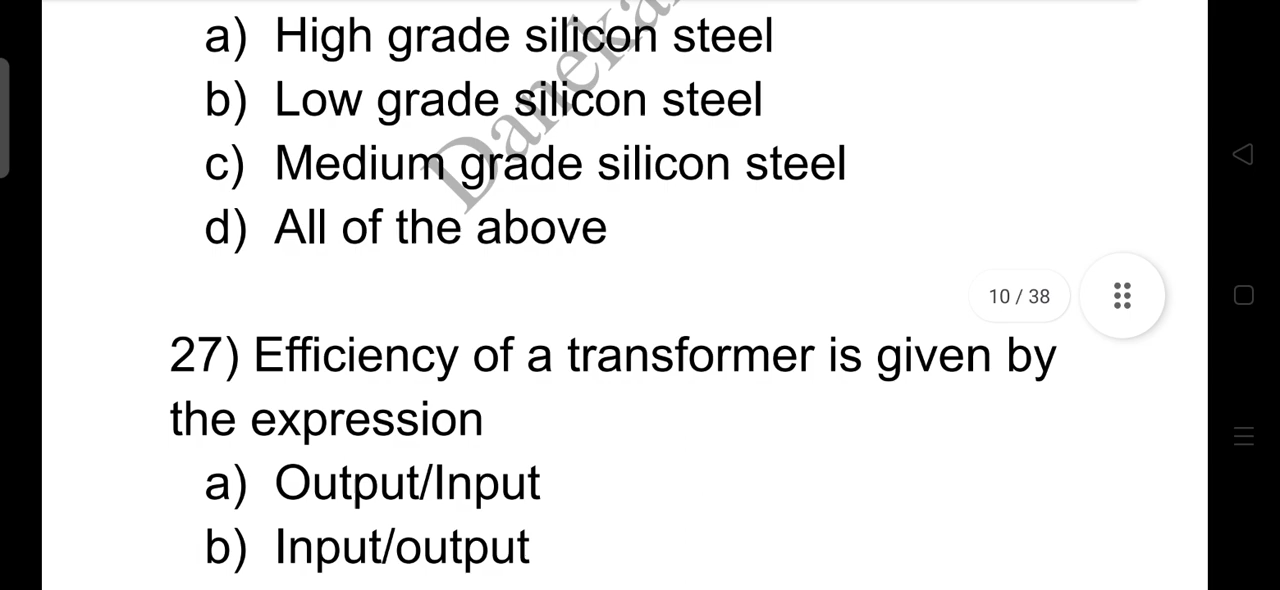 a) High grade silicon steel
b) Low grade silicon steel
c) Medium grade silicon steel
d) All of the above
10 / 38
27) Efficiency of a transformer is given by
the expression
a) Output/Input
b) Input/output